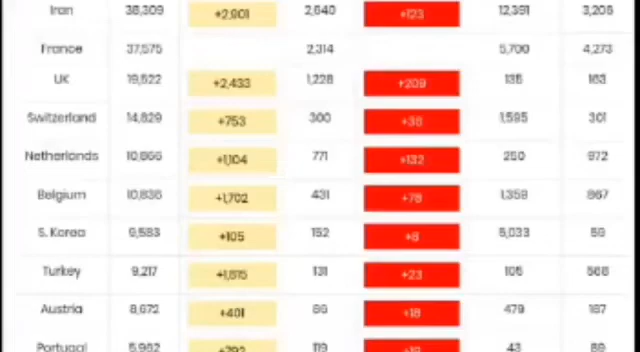 Iran 38,309 +2,901 2,640 +123 12,391 3,206
France 37,575 2,314 5,700 4,273
UK 19,522 +2,433 1,228 +209 135 163
Switzerland 14,829 +753 300 +36 1,595 301
Netherlands 10,866 +1,104 771 +132 250 972
Belgium 10,836 +1,702 431 +78 1,359 867
S. Korea 9,583 +105 152 +8 5,033 59
Turkey 9,217 +1,815 131 +23 105 568
Austria 8,672 +401 86 +18 479 187
Portugal 5,962 +792 119 +19 43 89